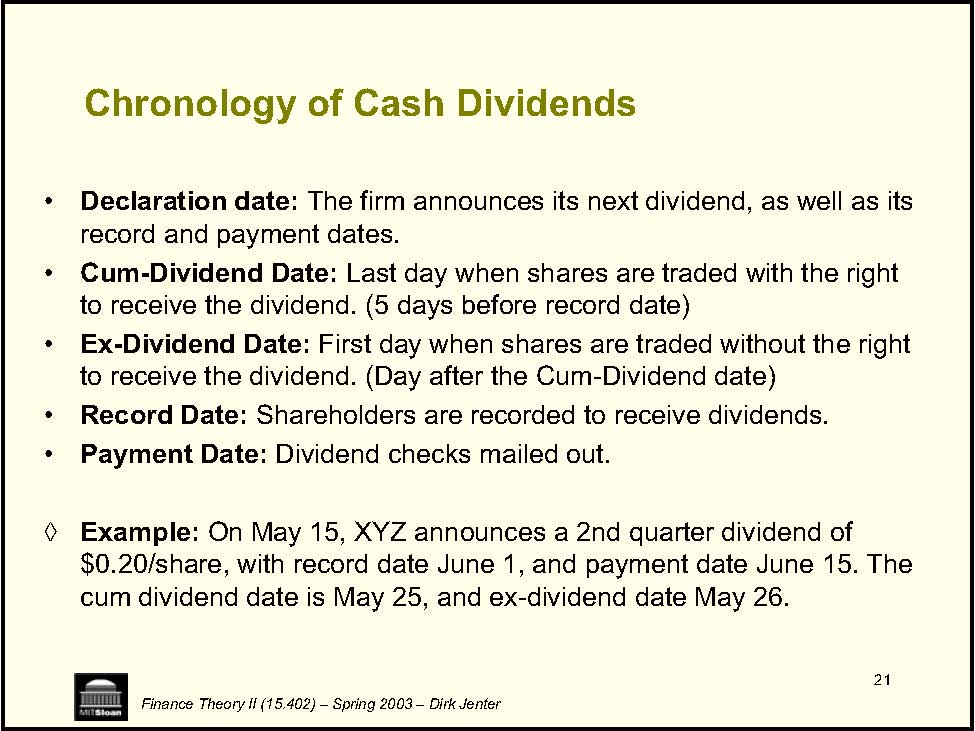 Chronology of Cash Dividends
• Declaration date: The firm announces its next dividend, as well as its
record and payment dates.
• Cum-Dividend Date: Last day when shares are traded with the right
to receive the dividend. (5 days before record date)
• Ex-Dividend Date: First day when shares are traded without the right
to receive the dividend. (Day after the Cum-Dividend date)
• Record Date: Shareholders are recorded to receive dividends.
• Payment Date: Dividend checks mailed out.
◊ Example: On May 15, XYZ announces a 2nd quarter dividend of
$0.20/share, with record date June 1, and payment date June 15. The
cum dividend date is May 25, and ex-dividend date May 26.
21
MITSloan
Finance Theory II (15.402) – Spring 2003 – Dirk Jenter